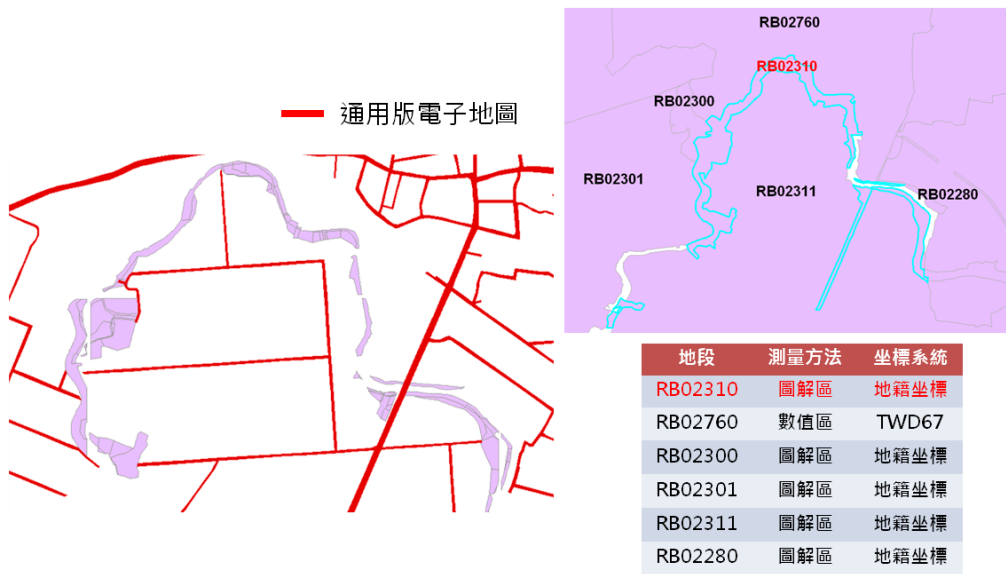 通用版電子地圖
RB02760
RB02310
RB02300
RB02301
RB02311
RB02280
地段 測量方法 坐標系統
RB02310 圖解區 地籍坐標
RB02760 數值區 TWD67
RB02300 圖解區 地籍坐標
RB02301 圖解區 地籍坐標
RB02311 圖解區 地籍坐標
RB02280 圖解區 地籍坐標